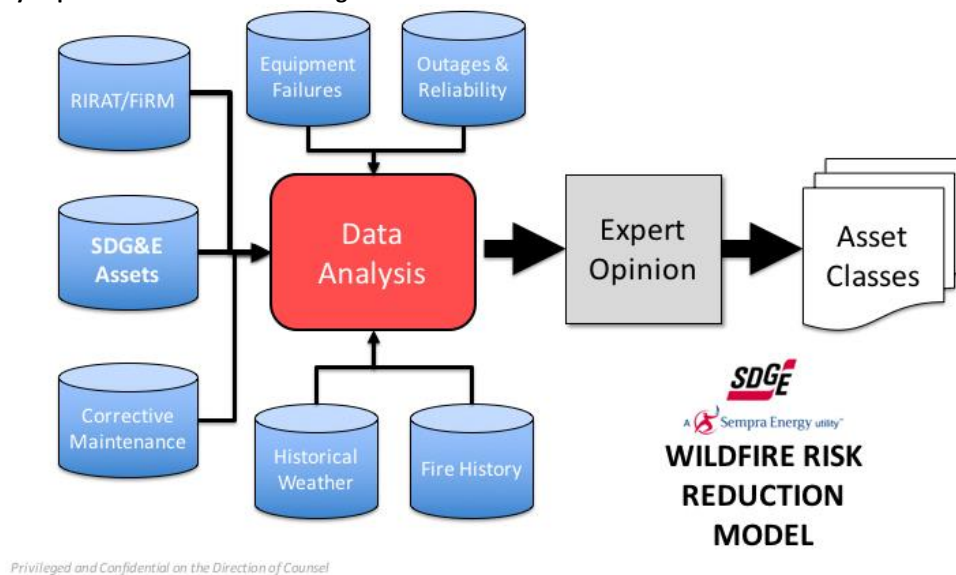 Equipment
Failures
Outages &
Reliability
RIRAT/FiRM
SDG&E
Assets
Data
Analysis
Expert
Opinion
Asset
Classes
Corrective
Maintenance
Historical
Weather
Fire History
SDGE
A Sempra Energy utility™
WILDFIRE RISK
REDUCTION
MODEL
Privileged and Confidential on the Direction of Counsel